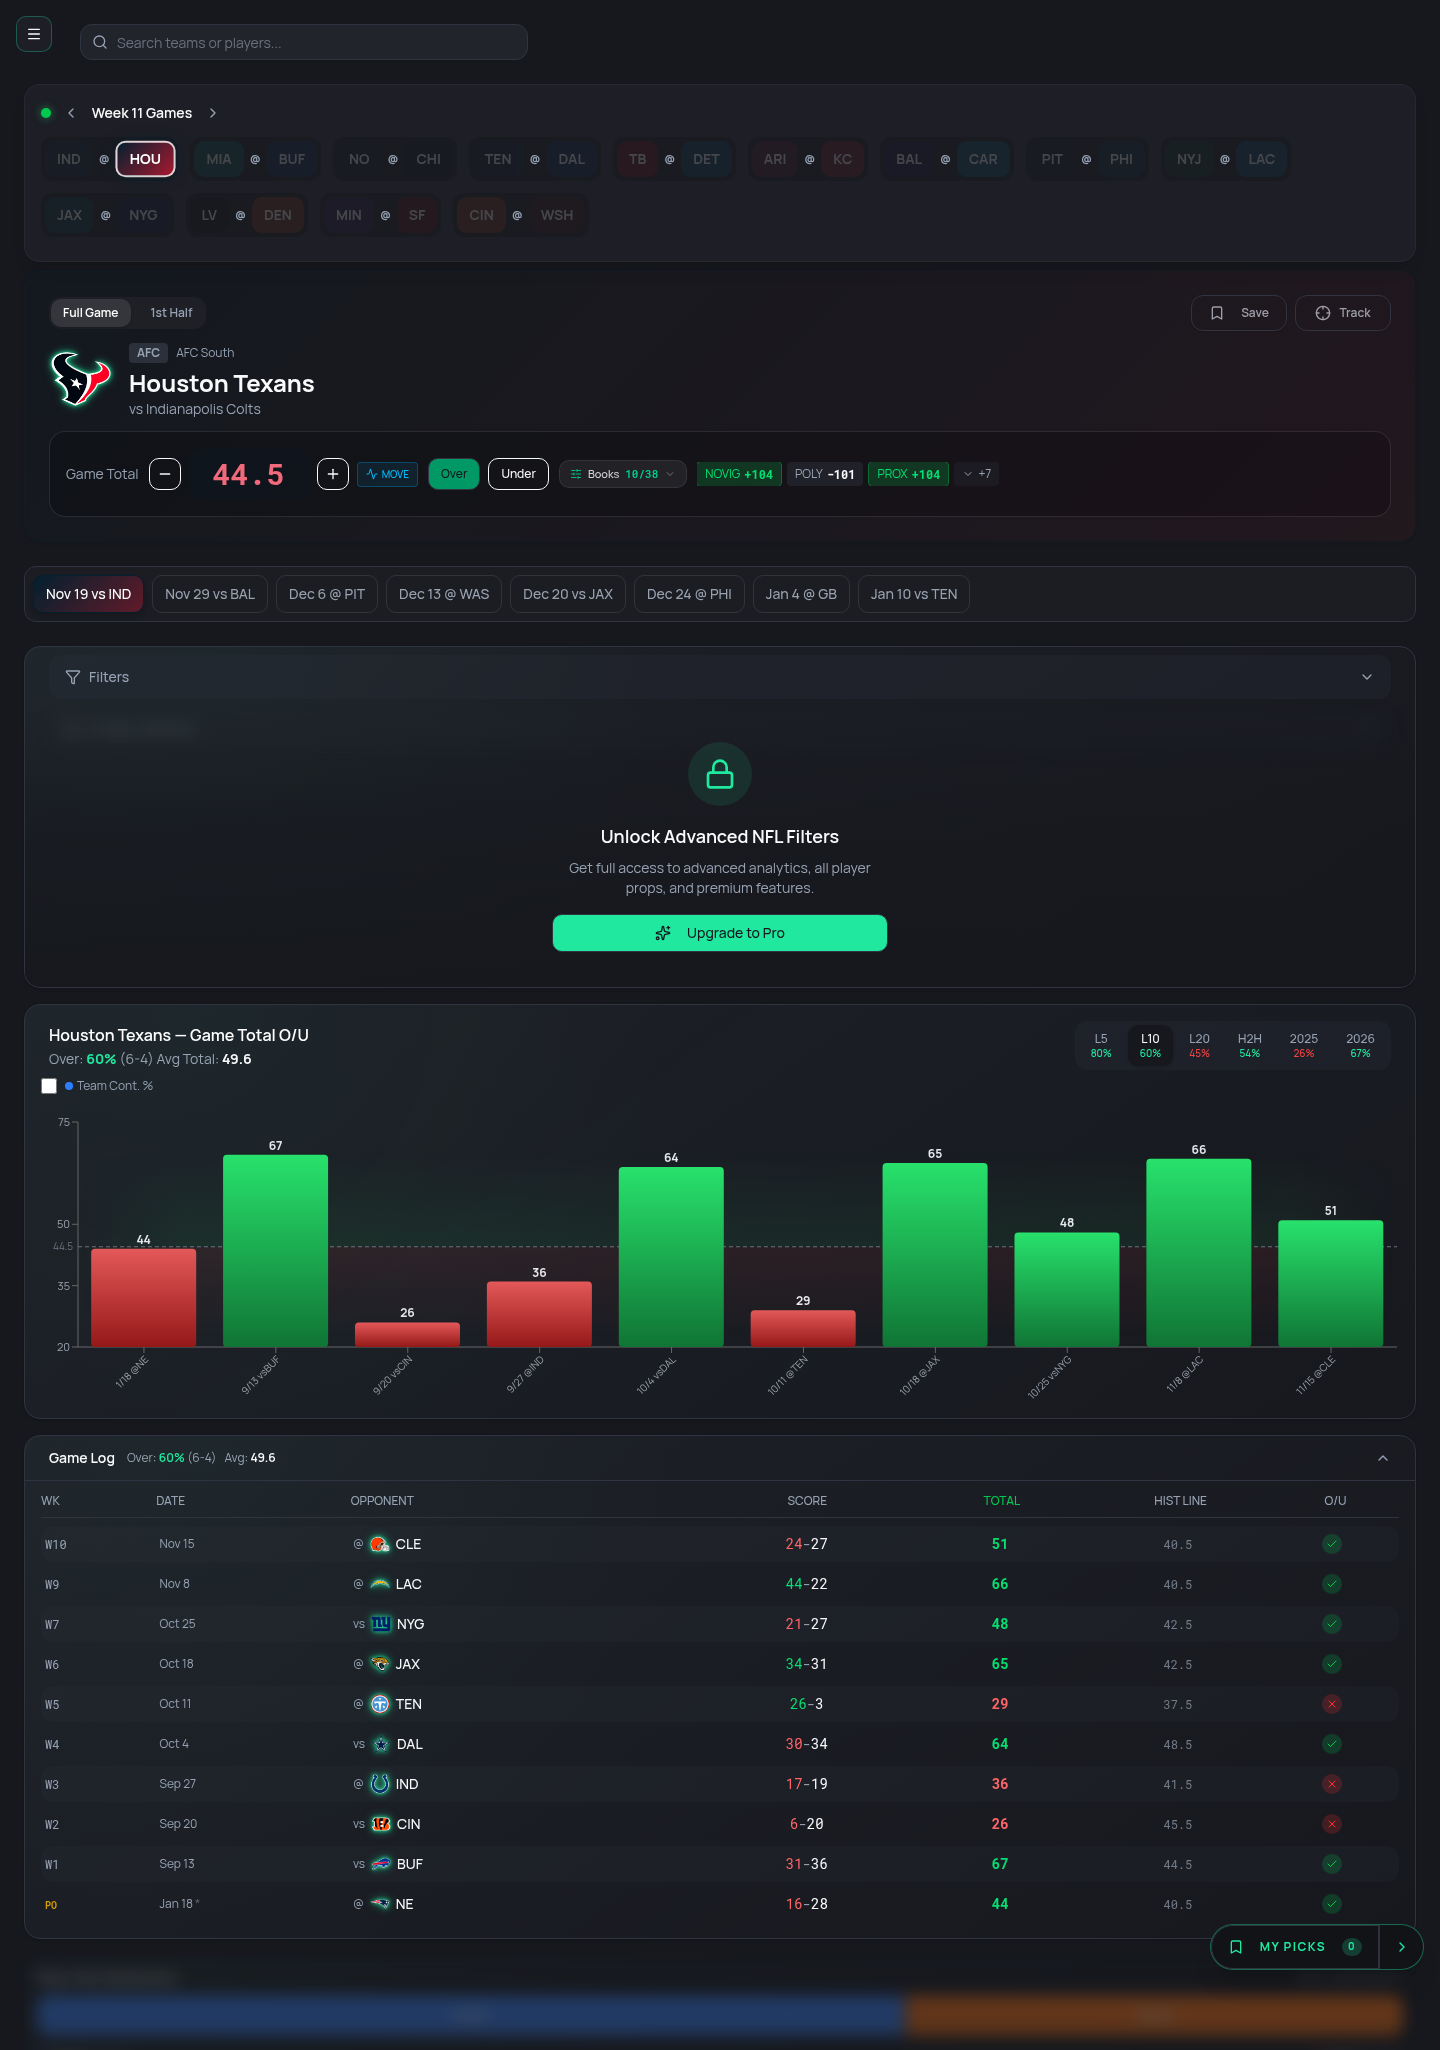 Search teams or players...
Week 11 Games
IND @ HOU MIA @ BUF NO @ CHI TEN @ DAL TB @ DET ARI @ KC BAL @ CAR PIT @ PHI NYJ @ LAC
JAX @ NYG LV @ DEN MIN @ SF CIN @ WSH
Full Game 1st Half Save Track
AFC AFC South
Houston Texans
vs Indianapolis Colts
Game Total 44.5 MOVE Over Under Books 10/38 NOVIG +104 POLY -101 PROX +104 +7
Nov 19 vs IND Nov 29 vs BAL Dec 6 @ PIT Dec 13 @ WAS Dec 20 vs JAX Dec 24 @ PHI Jan 4 @ GB Jan 10 vs TEN
Filters
Unlock Advanced NFL Filters
Get full access to advanced analytics, all player
props, and premium features.
Upgrade to Pro
Houston Texans — Game Total O/U
Over: 60% (6-4) Avg Total: 49.6
L5 L10 L20 H2H 2025 2026
80% 60% 45% 54% 26% 67%
Team Cont. %
75
50
44.5
35
20
44 67 26 36 64 29 65 48 66 51
1/18 @NE 9/13 vsBUF 9/20 vsCIN 9/27 @IND 10/4 vsDAL 10/11 @TEN 10/18 @JAX 10/25 vsNYG 11/8 @LAC 11/15 @CLE
Game Log Over: 60% (6-4) Avg: 49.6
WK DATE OPPONENT SCORE TOTAL HIST LINE O/U
W10 Nov 15 @ CLE 24-27 51 40.5
W9 Nov 8 @ LAC 44-22 66 40.5
W7 Oct 25 vs NYG 21-27 48 42.5
W6 Oct 18 @ JAX 34-31 65 42.5
W5 Oct 11 @ TEN 26-3 29 37.5
W4 Oct 4 vs DAL 30-34 64 48.5
W3 Sep 27 @ IND 17-19 36 41.5
W2 Sep 20 vs CIN 6-20 26 45.5
W1 Sep 13 vs BUF 31-36 67 44.5
PO Jan 18 * @ NE 16-28 44 40.5
MY PICKS 0